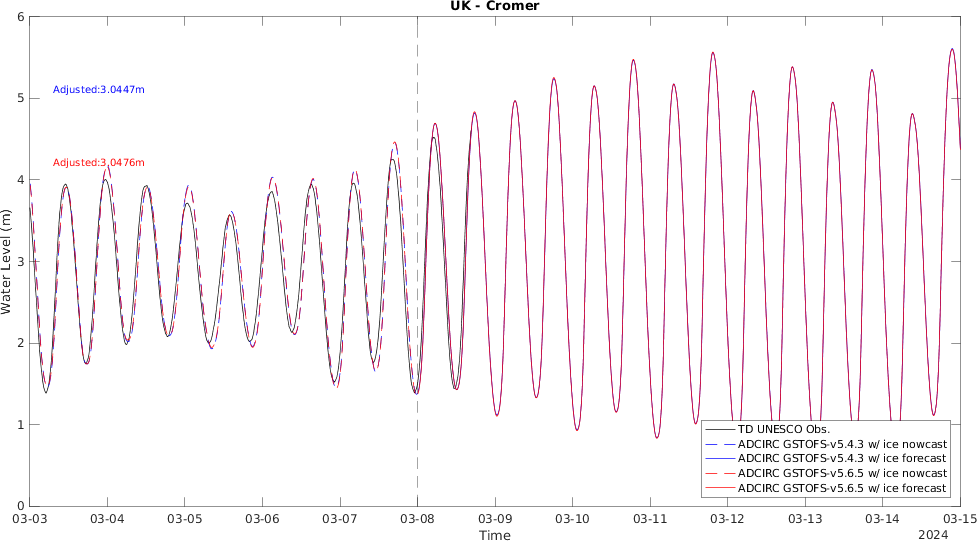 UK - Cromer
6
5
4
3
2
1
0
Water Level (m)
Adjusted:3.0447m
Adjusted:3.0476m
TD UNESCO Obs.
ADCIRC GSTOFS-v5.4.3 w/ ice nowcast
ADCIRC GSTOFS-v5.4.3 w/ ice forecast
ADCIRC GSTOFS-v5.6.5 w/ ice nowcast
ADCIRC GSTOFS-v5.6.5 w/ ice forecast
03-03 03-04 03-05 03-06 03-07 03-08 03-09 03-10 03-11 03-12 03-13 03-14 03-15
Time
2024